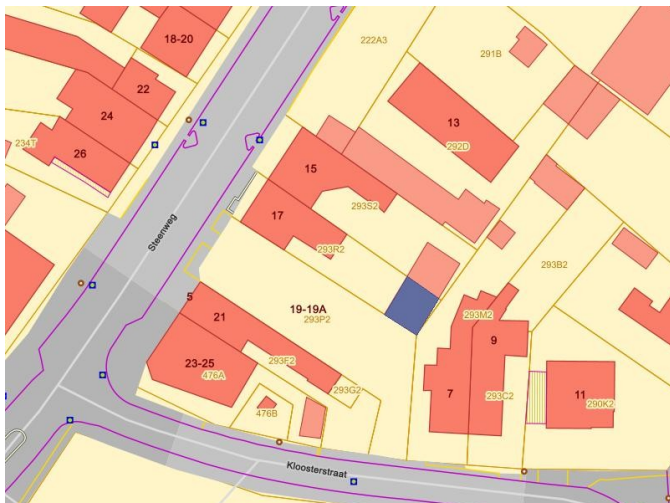 18-20
222A3
291B
22
24
13
234T
26
292D
15
293S2
17
Steenweg
293R2
293B2
5
19-19A
293P2
21
293M2
9
23-25
476A
293F2
293G2
7
293C2
11
290K2
476B
Kloosterstraat